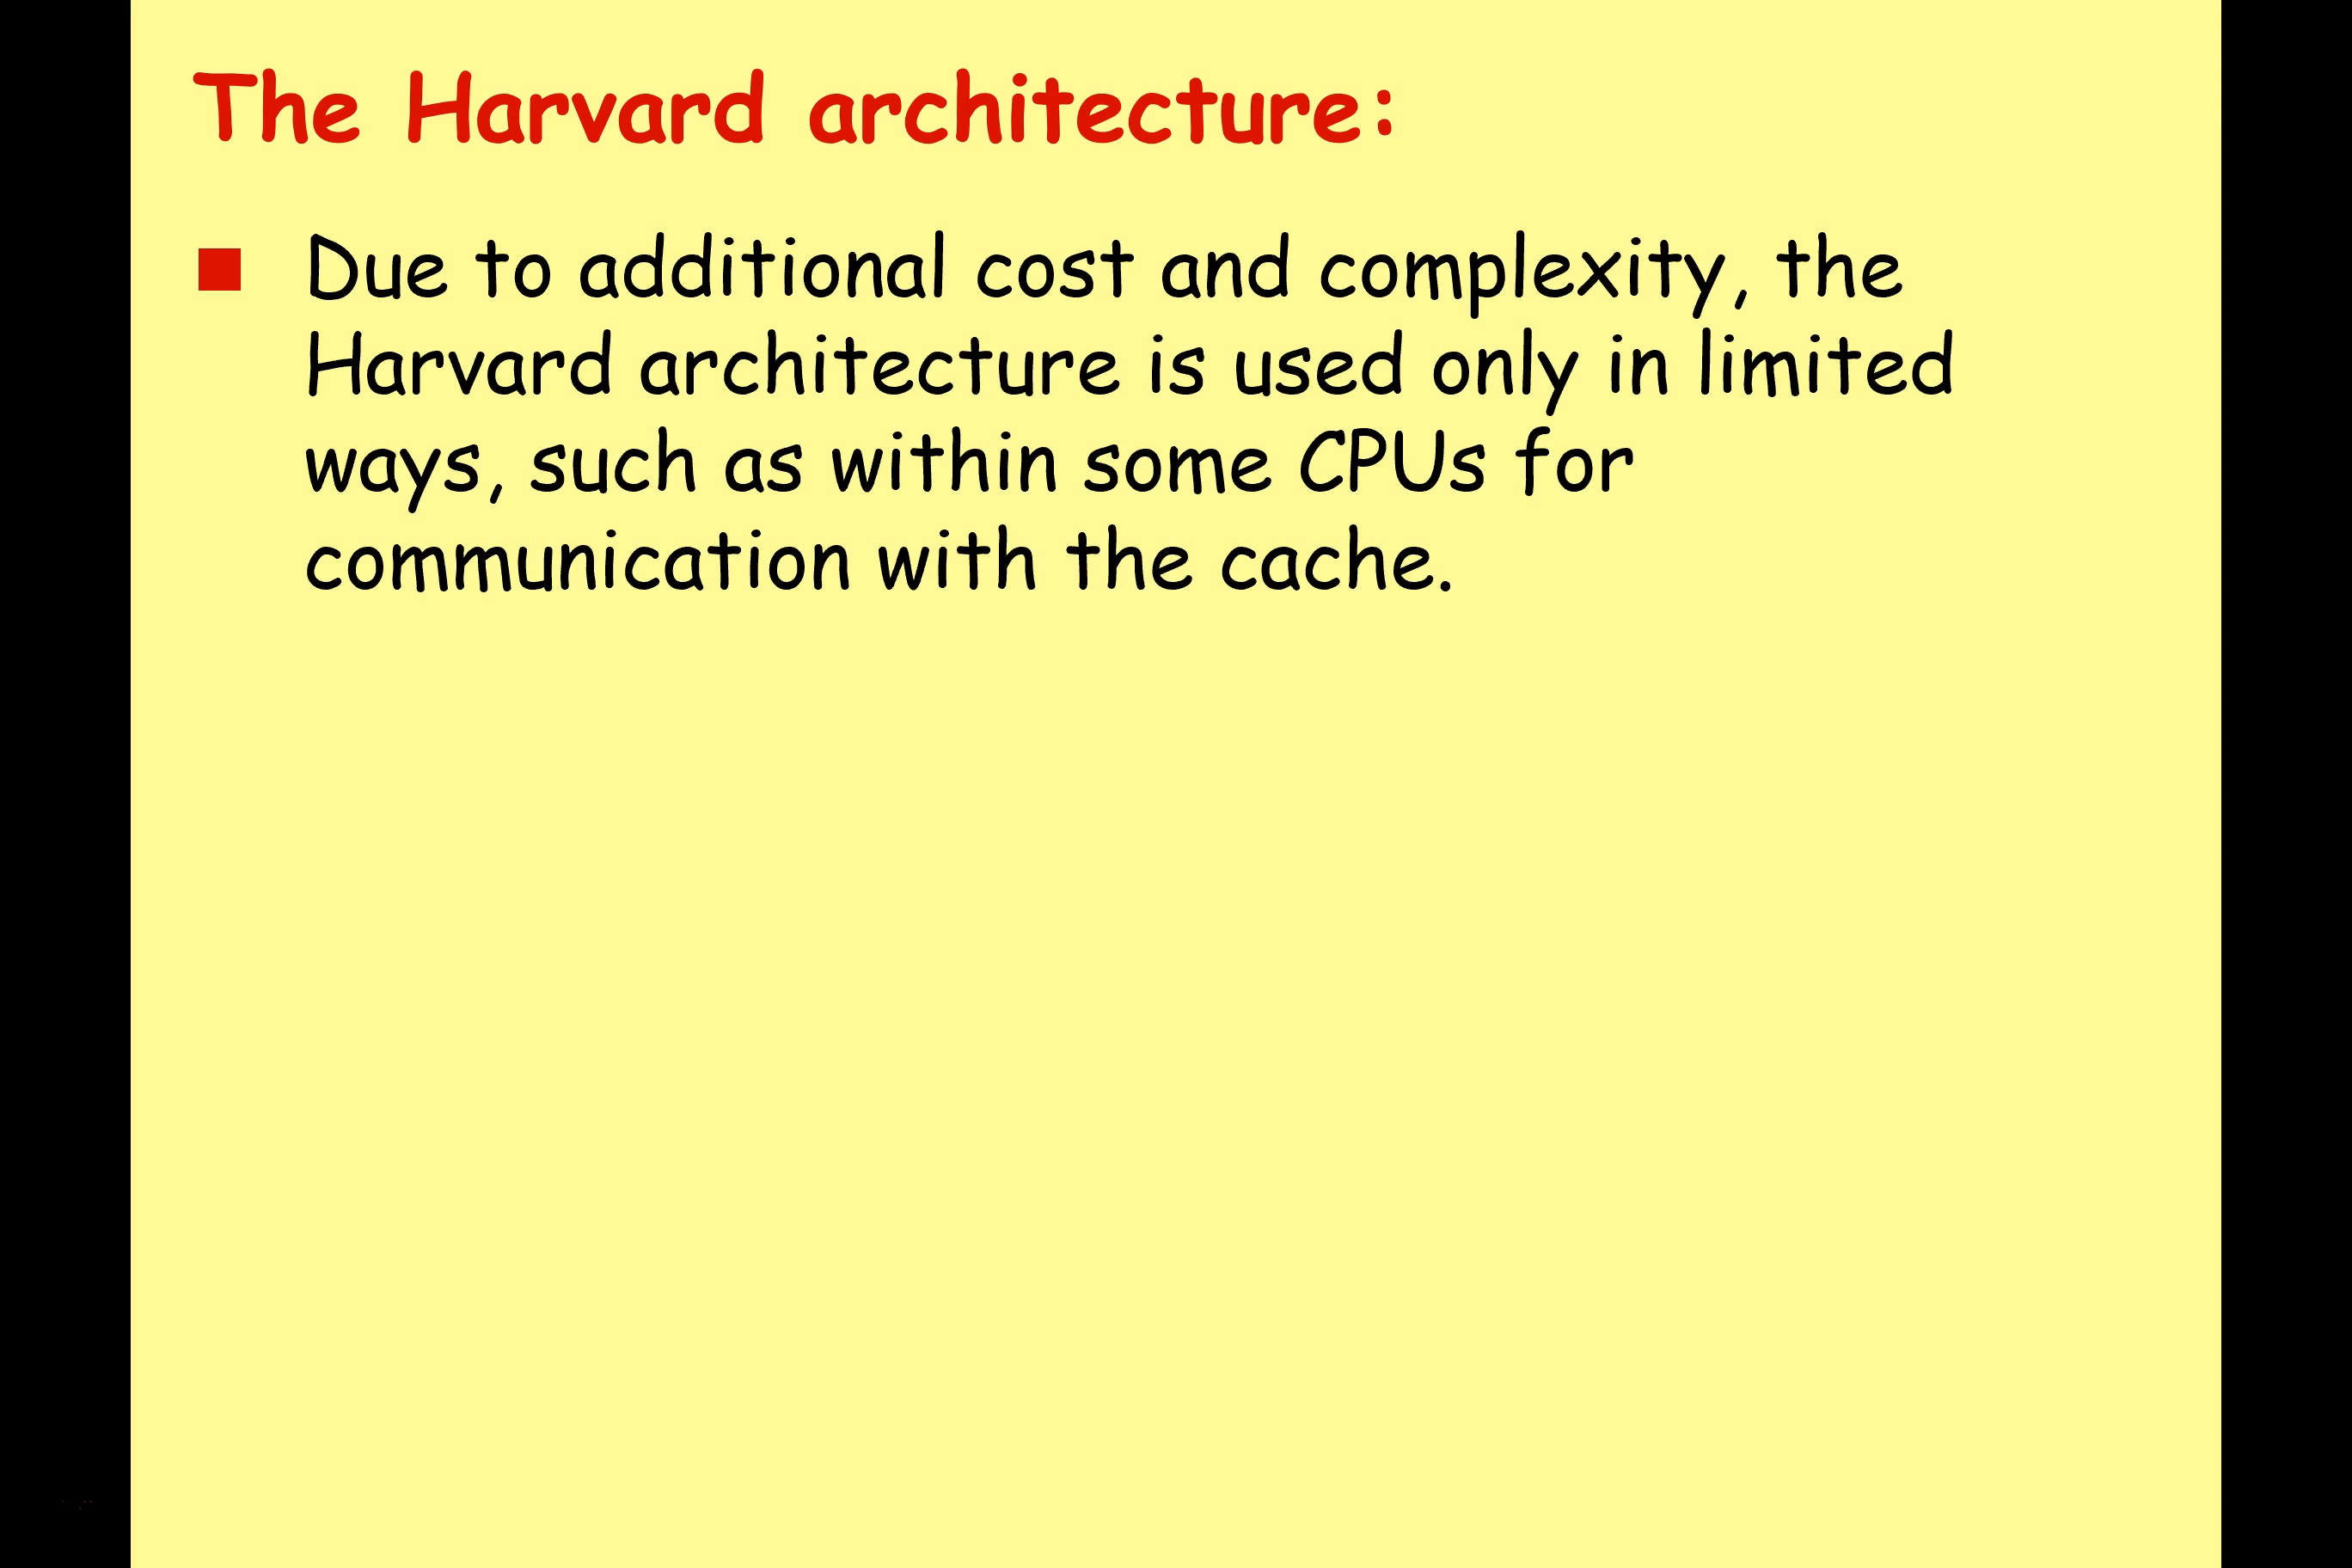 The Harvard architecture:
Due to additional cost and complexity, the
Harvard architecture is used only in limited
ways, such as within some CPUs for
communication with the cache.